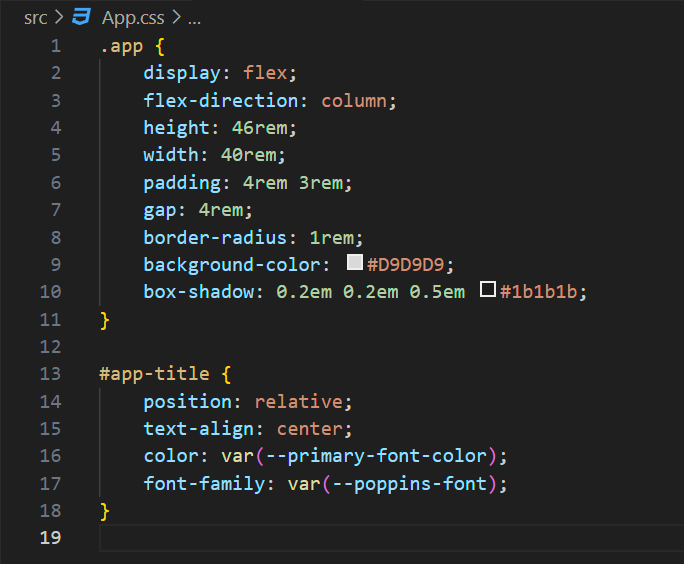 src > App.css > ...
1 .app {
2     display: flex;
3     flex-direction: column;
4     height: 46rem;
5     width: 40rem;
6     padding: 4rem 3rem;
7     gap: 4rem;
8     border-radius: 1rem;
9     background-color: #D9D9D9;
10     box-shadow: 0.2em 0.2em 0.5em #1b1b1b;
11 }
12
13 #app-title {
14     position: relative;
15     text-align: center;
16     color: var(--primary-font-color);
17     font-family: var(--poppins-font);
18 }
19